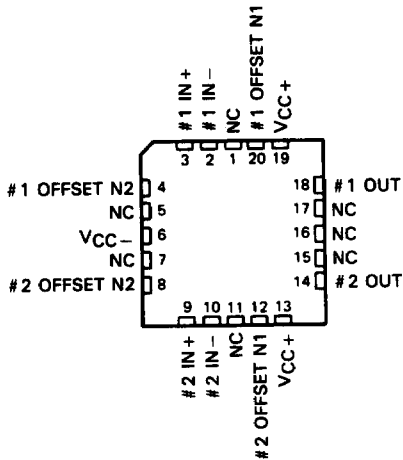 #1 IN+
#1 IN−
NC
#1 OFFSET N1
VCC+
3 2 1 20 19
#1 OFFSET N2 4
NC 5
VCC− 6
NC 7
#2 OFFSET N2 8
18 #1 OUT
17 NC
16 NC
15 NC
14 #2 OUT
9 10 11 12 13
#2 IN+
#2 IN−
NC
#2 OFFSET N1
VCC+